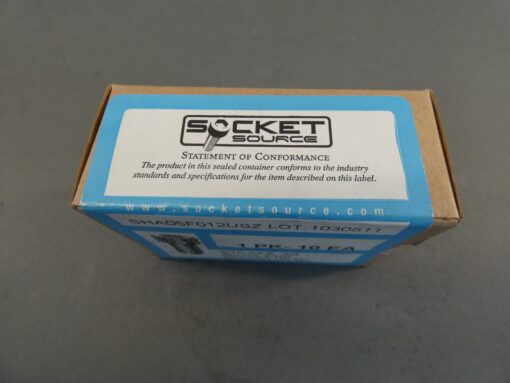 SOCKET
SOURCE
STATEMENT OF CONFORMANCE
The product in this sealed container conforms to the industry
standards and specifications for the item described on this label.
www.socketsource.com
SHA05F012USZ LOT: 1030511
1 PK- 10 EA